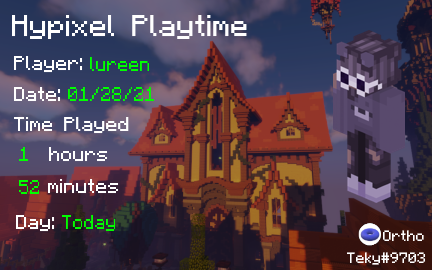 Hypixel Playtime
Player: lureen
Date: 01/28/21
Time Played
1 hours
52 minutes
Day: Today
Ortho
Teky#9703